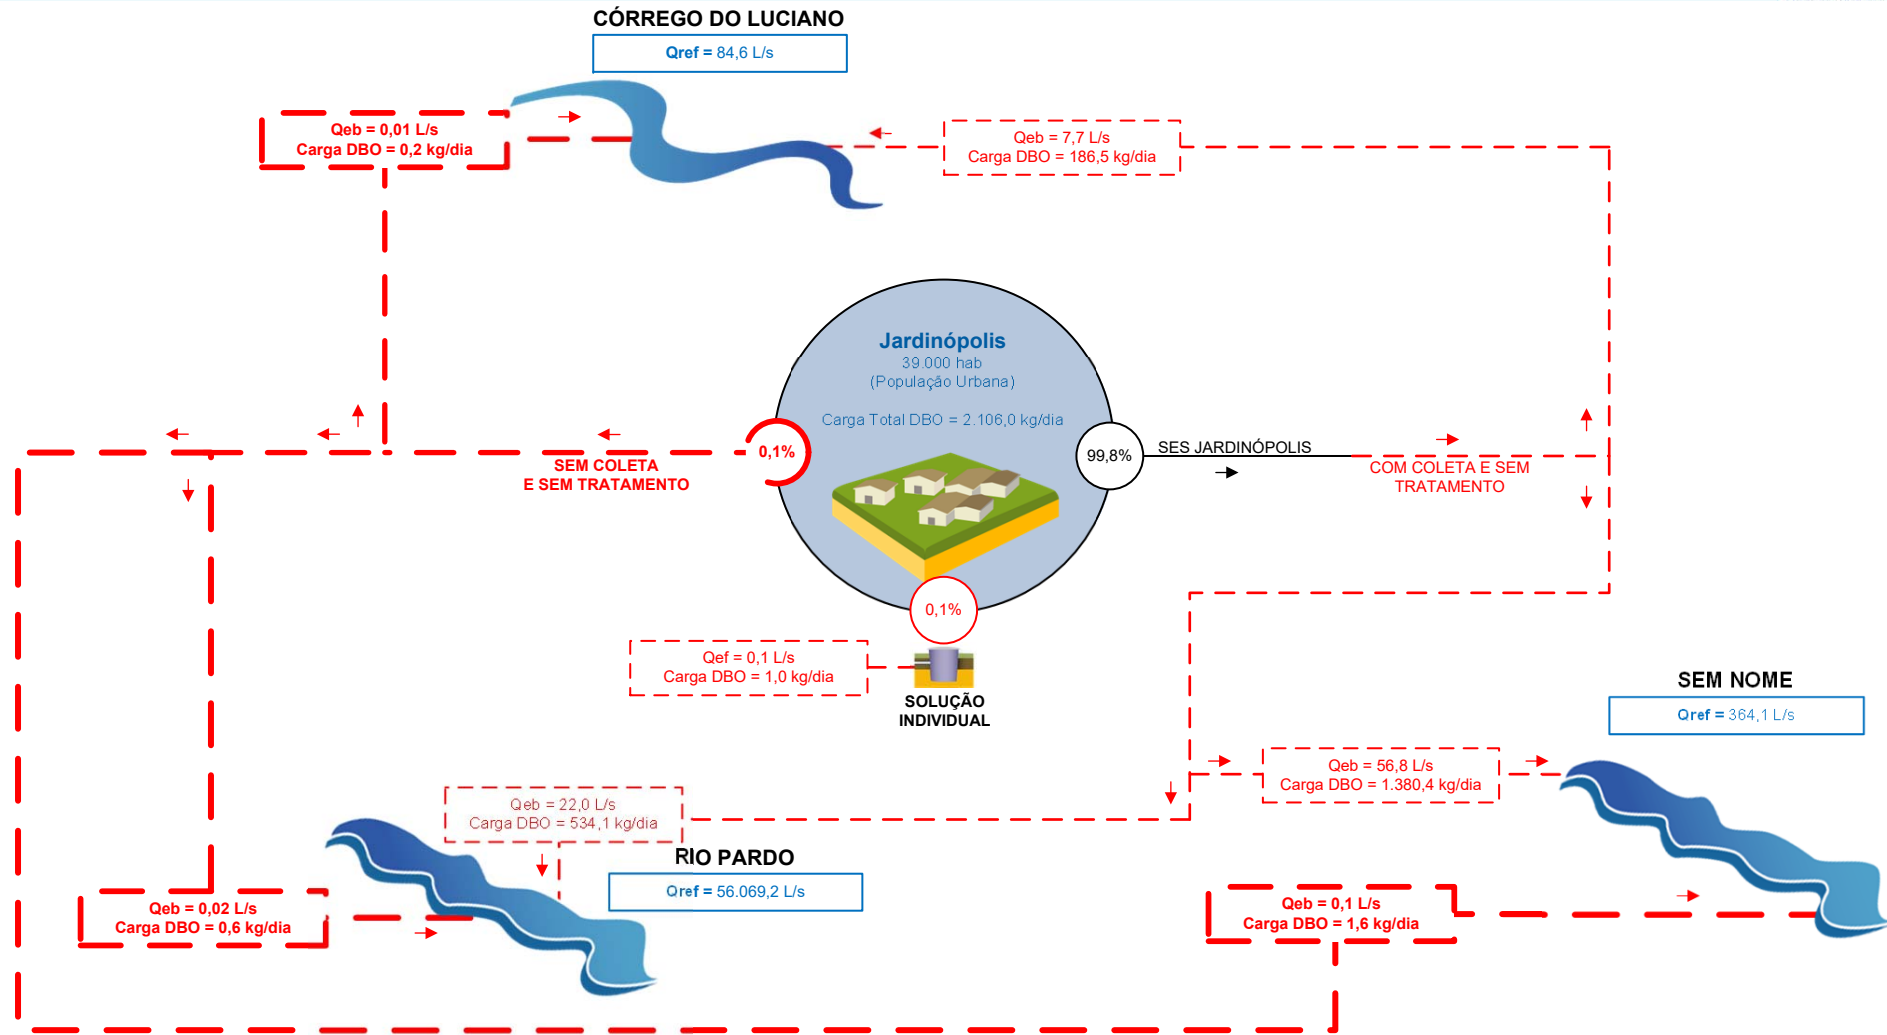 CÓRREGO DO LUCIANO
Qref = 84,6 L/s
Qeb = 0,01 L/s
Carga DBO = 0,2 kg/dia
Qeb = 7,7 L/s
Carga DBO = 186,5 kg/dia
Jardinópolis
39.000 hab
(População Urbana)
Carga Total DBO = 2.106,0 kg/dia
0,1%
SEM COLETA
E SEM TRATAMENTO
99,8%
SES JARDINÓPOLIS
COM COLETA E SEM
TRATAMENTO
0,1%
Qef = 0,1 L/s
Carga DBO = 1,0 kg/dia
SOLUÇÃO
INDIVIDUAL
SEM NOME
Qref = 364,1 L/s
Qeb = 56,8 L/s
Carga DBO = 1.380,4 kg/dia
Qeb = 22,0 L/s
Carga DBO = 534,1 kg/dia
RIO PARDO
Qref = 56.069,2 L/s
Qeb = 0,02 L/s
Carga DBO = 0,6 kg/dia
Qeb = 0,1 L/s
Carga DBO = 1,6 kg/dia